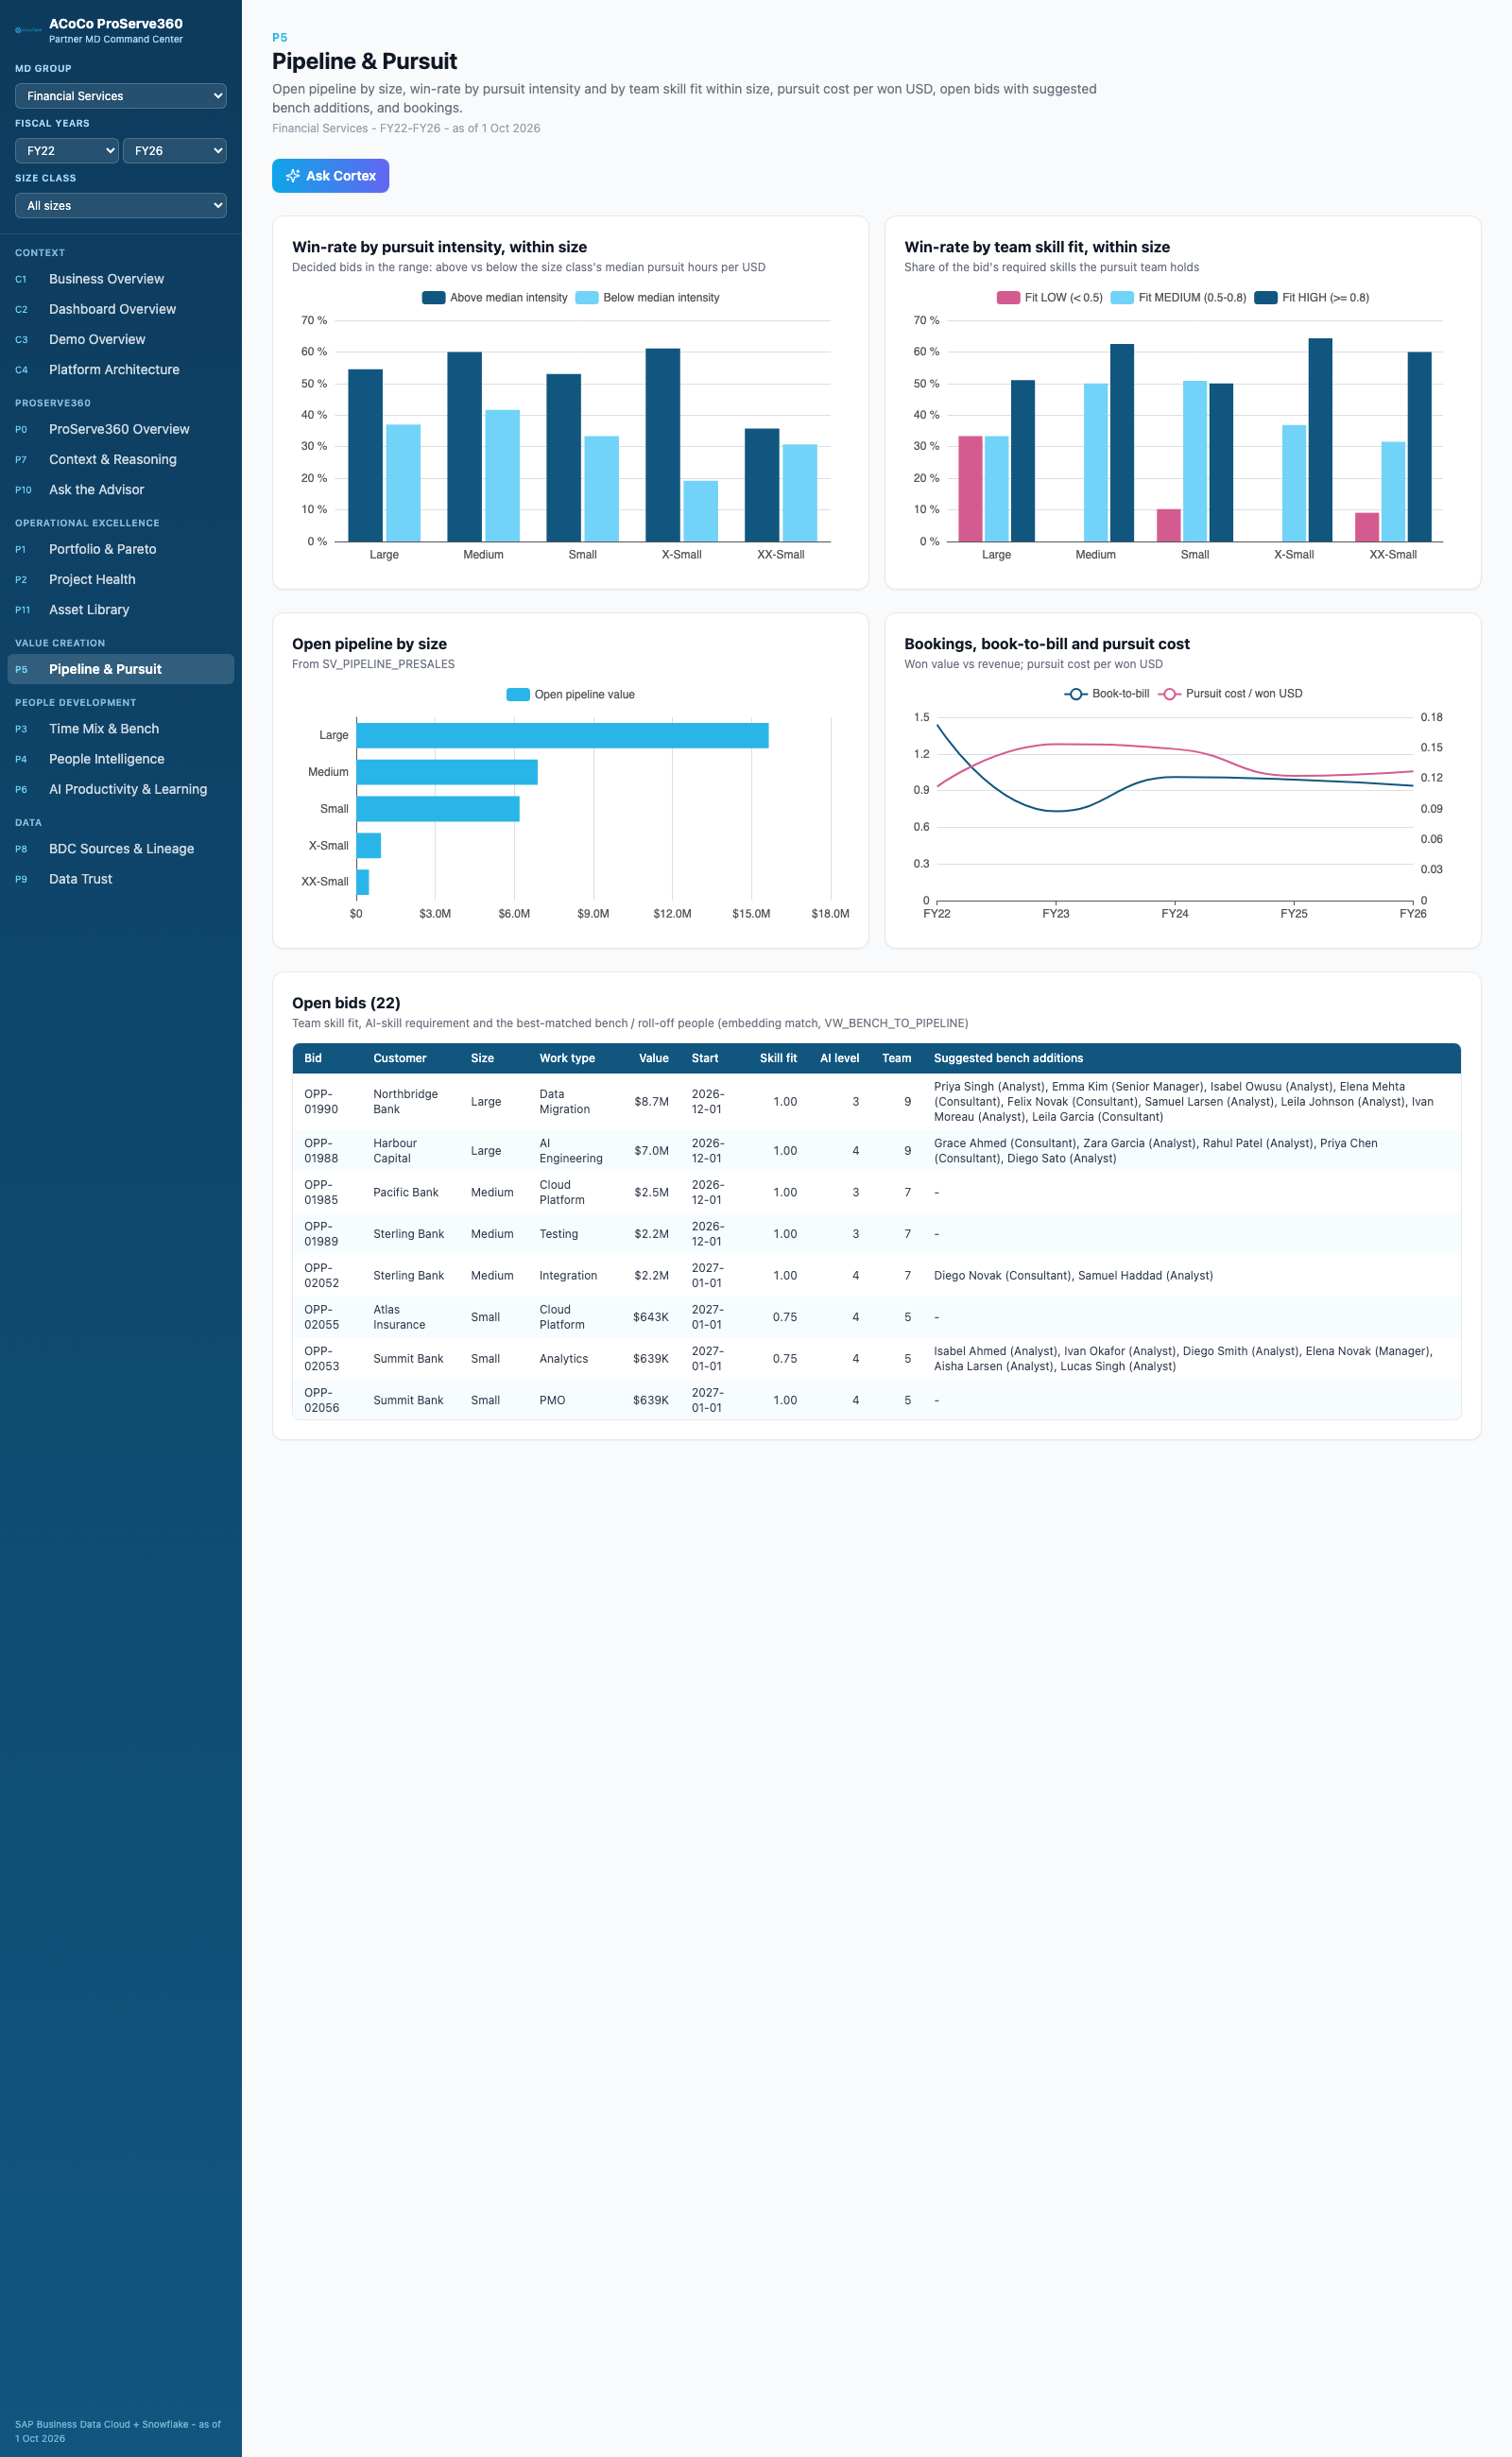 ACoCo ProServe360
Partner MD Command Center
MD GROUP
Financial Services
FISCAL YEARS
FY22 FY26
SIZE CLASS
All sizes
CONTEXT
C1 Business Overview
C2 Dashboard Overview
C3 Demo Overview
C4 Platform Architecture
PROSERVE360
P0 ProServe360 Overview
P7 Context & Reasoning
P10 Ask the Advisor
OPERATIONAL EXCELLENCE
P1 Portfolio & Pareto
P2 Project Health
P11 Asset Library
VALUE CREATION
P5 Pipeline & Pursuit
PEOPLE DEVELOPMENT
P3 Time Mix & Bench
P4 People Intelligence
P6 AI Productivity & Learning
DATA
P8 BDC Sources & Lineage
P9 Data Trust
SAP Business Data Cloud + Snowflake - as of
1 Oct 2026
P5
Pipeline & Pursuit
Open pipeline by size, win-rate by pursuit intensity and by team skill fit within size, pursuit cost per won USD, open bids with suggested
bench additions, and bookings.
Financial Services - FY22-FY26 - as of 1 Oct 2026
Ask Cortex
Win-rate by pursuit intensity, within size
Decided bids in the range: above vs below the size class's median pursuit hours per USD
Above median intensity Below median intensity
70 %
60 %
50 %
40 %
30 %
20 %
10 %
0 %
Large Medium Small X-Small XX-Small
Win-rate by team skill fit, within size
Share of the bid's required skills the pursuit team holds
Fit LOW (< 0.5) Fit MEDIUM (0.5-0.8) Fit HIGH (>= 0.8)
70 %
60 %
50 %
40 %
30 %
20 %
10 %
0 %
Large Medium Small X-Small XX-Small
Open pipeline by size
From SV_PIPELINE_PRESALES
Open pipeline value
Large
Medium
Small
X-Small
XX-Small
$0 $3.0M $6.0M $9.0M $12.0M $15.0M $18.0M
Bookings, book-to-bill and pursuit cost
Won value vs revenue; pursuit cost per won USD
Book-to-bill Pursuit cost / won USD
1.5 0.18
1.2 0.15
0.9 0.12
0.6 0.09
0.3 0.06
0 0.03
0
FY22 FY23 FY24 FY25 FY26
Open bids (22)
Team skill fit, AI-skill requirement and the best-matched bench / roll-off people (embedding match, VW_BENCH_TO_PIPELINE)
Bid Customer Size Work type Value Start Skill fit AI level Team Suggested bench additions
OPP-01990 Northbridge Bank Large Data Migration $8.7M 2026-12-01 1.00 3 9 Priya Singh (Analyst), Emma Kim (Senior Manager), Isabel Owusu (Analyst), Elena Mehta
(Consultant), Felix Novak (Consultant), Samuel Larsen (Analyst), Leila Johnson (Analyst), Ivan
Moreau (Analyst), Leila Garcia (Consultant)
OPP-01988 Harbour Capital Large AI Engineering $7.0M 2026-12-01 1.00 4 9 Grace Ahmed (Consultant), Zara Garcia (Analyst), Rahul Patel (Analyst), Priya Chen
(Consultant), Diego Sato (Analyst)
OPP-01985 Pacific Bank Medium Cloud Platform $2.5M 2026-12-01 1.00 3 7 -
OPP-01989 Sterling Bank Medium Testing $2.2M 2026-12-01 1.00 3 7 -
OPP-02052 Sterling Bank Medium Integration $2.2M 2027-01-01 1.00 4 7 Diego Novak (Consultant), Samuel Haddad (Analyst)
OPP-02055 Atlas Insurance Small Cloud Platform $643K 2027-01-01 0.75 4 5 -
OPP-02053 Summit Bank Small Analytics $639K 2027-01-01 0.75 4 5 Isabel Ahmed (Analyst), Ivan Okafor (Analyst), Diego Smith (Analyst), Elena Novak (Manager),
Aisha Larsen (Analyst), Lucas Singh (Analyst)
OPP-02056 Summit Bank Small PMO $639K 2027-01-01 1.00 4 5 -